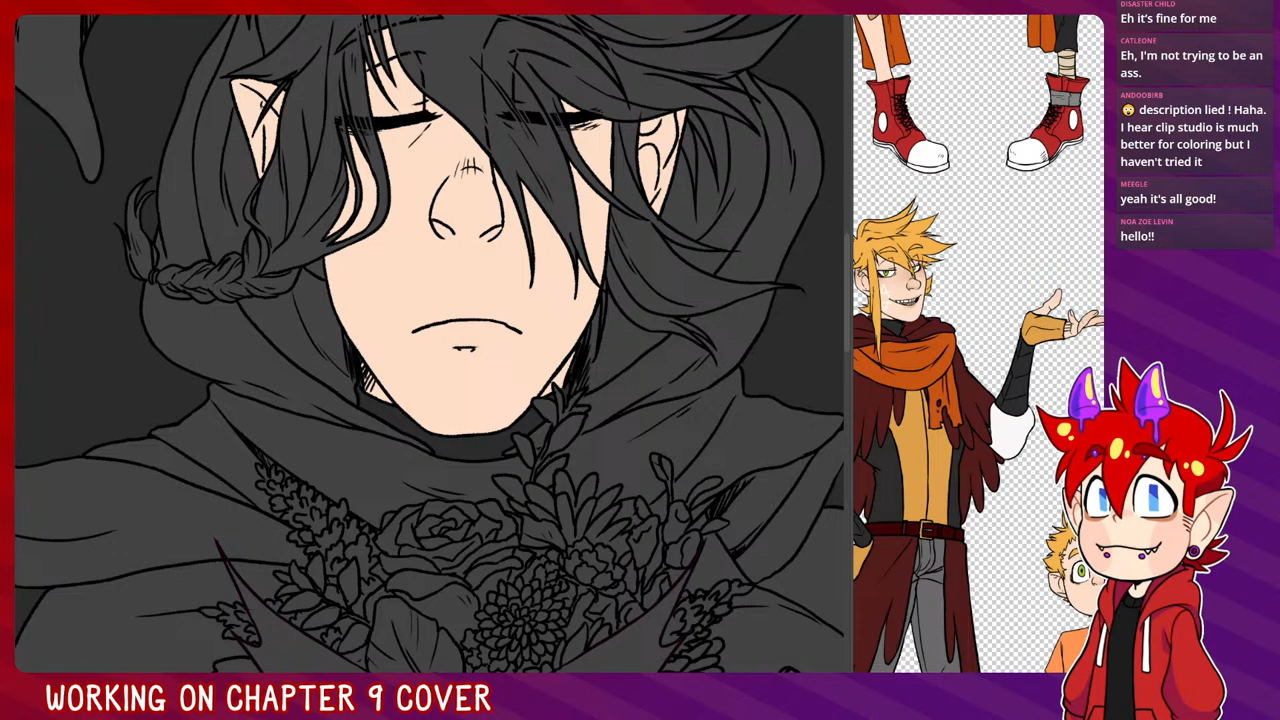 DISASTER CHILD
Eh it's fine for me
CATLEONE
Eh, I'm not trying to be an
ass.
ANDOOBIRB
😳 description lied ! Haha.
I hear clip studio is much
better for coloring but I
haven't tried it
MEEGLE
yeah it's all good!
NOA ZOE LEVIN
hello!!
WORKING ON CHAPTER 9 COVER